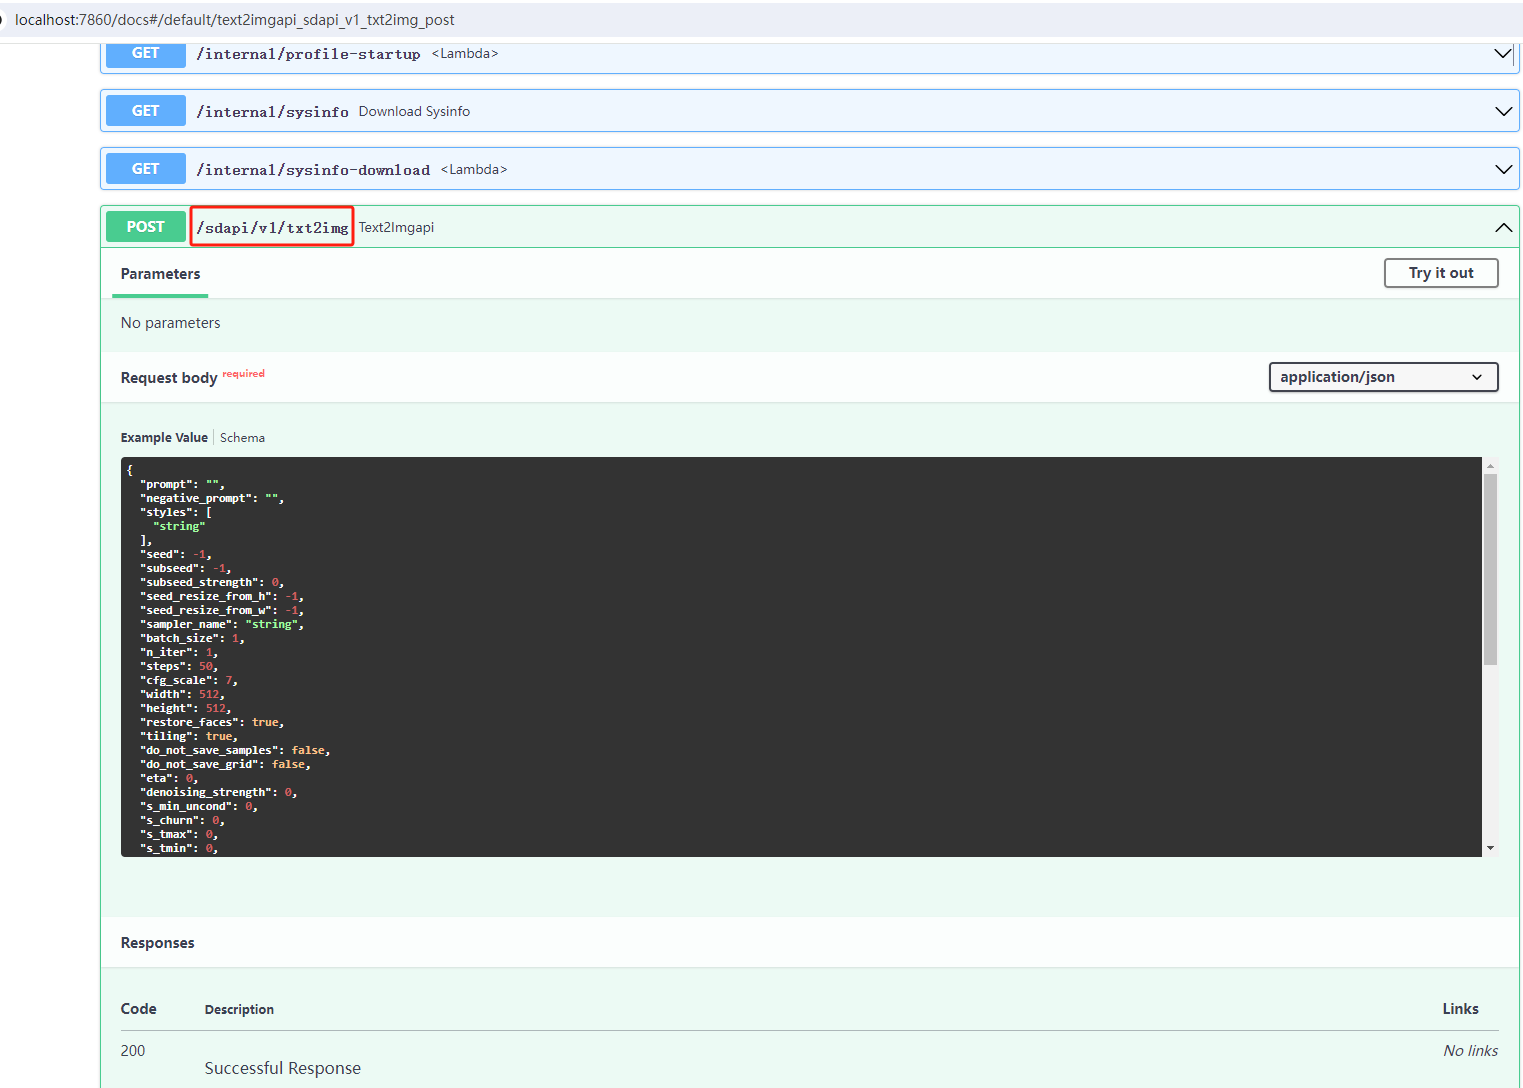 localhost:7860/docs#/default/text2imgapi_sdapi_v1_txt2img_post
GET /internal/profile-startup <Lambda>
GET /internal/sysinfo Download Sysinfo
GET /internal/sysinfo-download <Lambda>
POST /sdapi/v1/txt2img Text2Imgapi
Parameters
Try it out
No parameters
Request body required
application/json
Example Value Schema
{
"prompt": "",
"negative_prompt": "",
"styles": [
"string"
],
"seed": -1,
"subseed": -1,
"subseed_strength": 0,
"seed_resize_from_h": -1,
"seed_resize_from_w": -1,
"sampler_name": "string",
"batch_size": 1,
"n_iter": 1,
"steps": 50,
"cfg_scale": 7,
"width": 512,
"height": 512,
"restore_faces": true,
"tiling": true,
"do_not_save_samples": false,
"do_not_save_grid": false,
"eta": 0,
"denoising_strength": 0,
"s_min_uncond": 0,
"s_churn": 0,
"s_tmax": 0,
"s_tmin": 0,
Responses
Code Description Links
200 No links
Successful Response